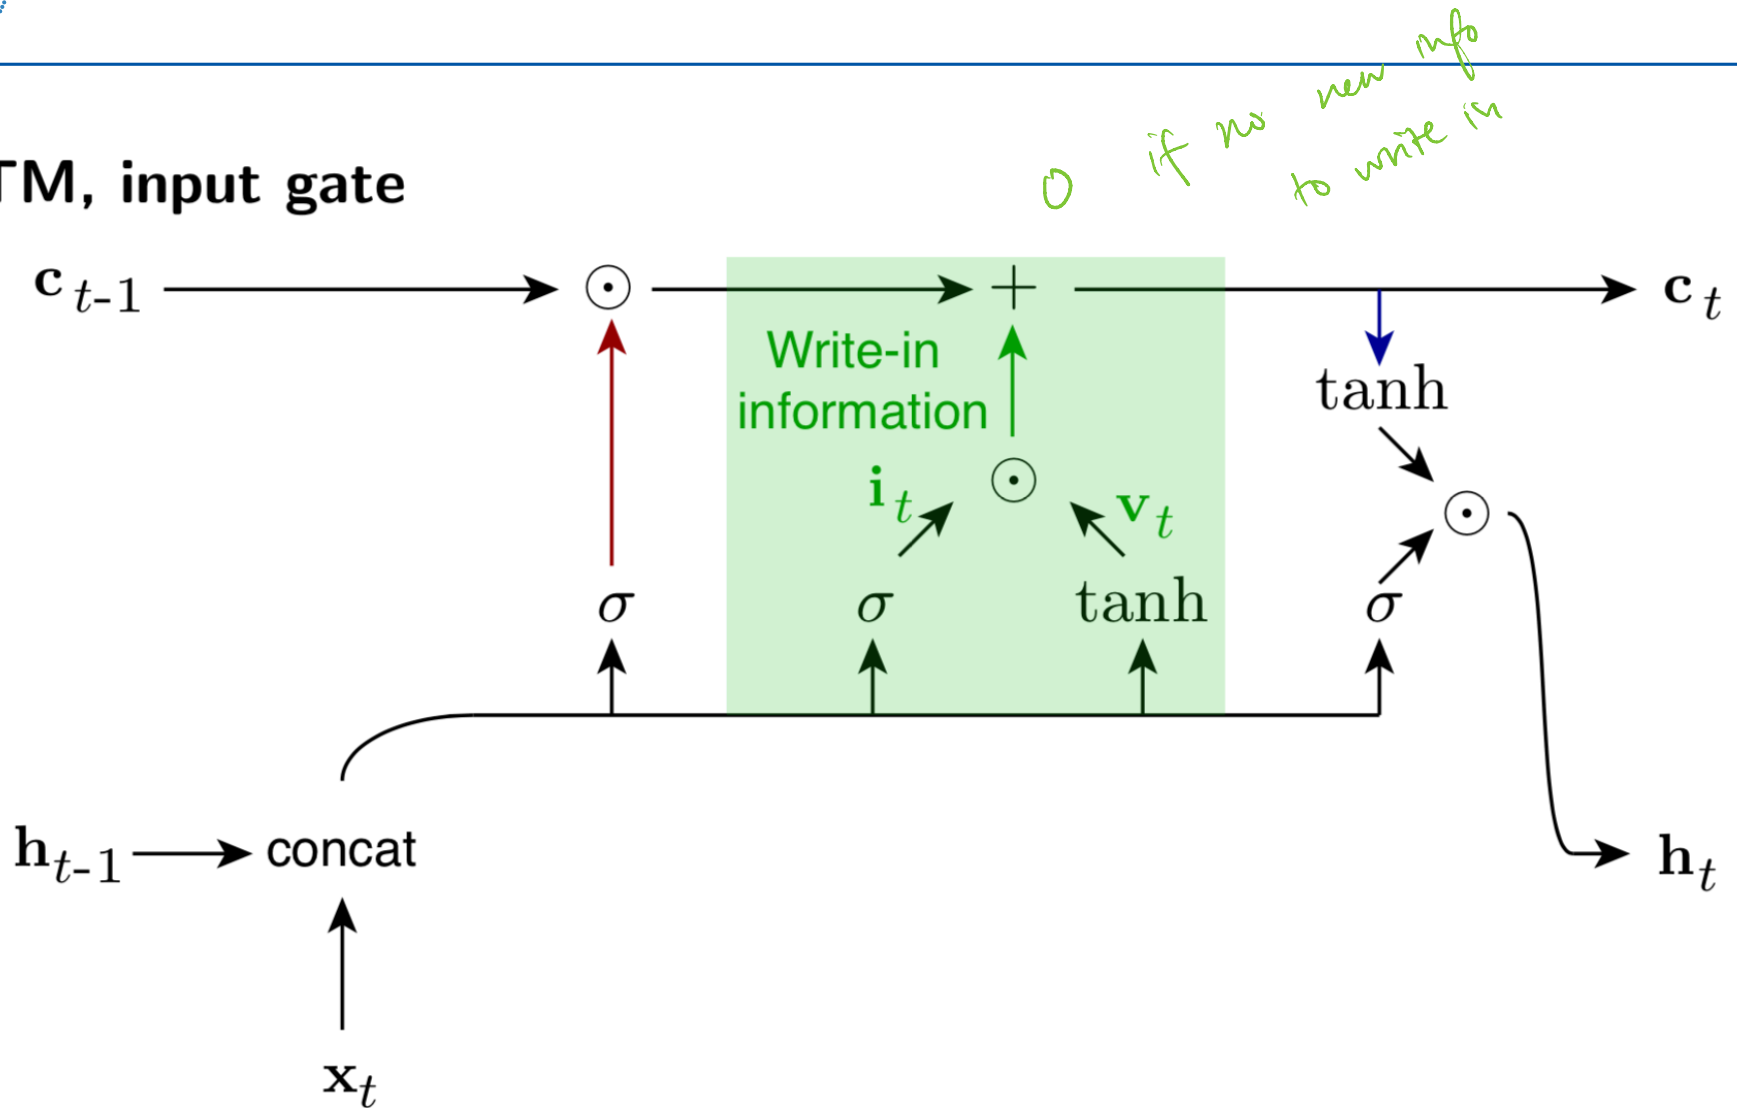 0 if no new info
to write in
TM, input gate
c t-1 ⊙ + c t
Write-in
information
tanh
i t ⊙ v t
⊙
σ σ tanh σ
h t-1 concat h t
x t